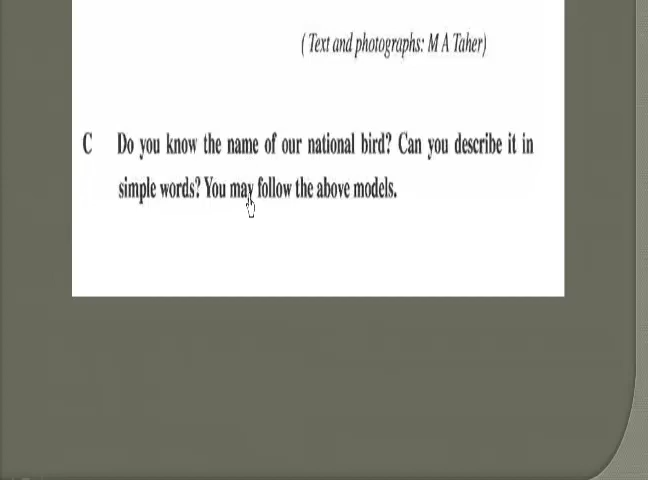 ( Text and photographs: M A Taher)
C Do you know the name of our national bird? Can you describe it in
simple words? You may follow the above models.